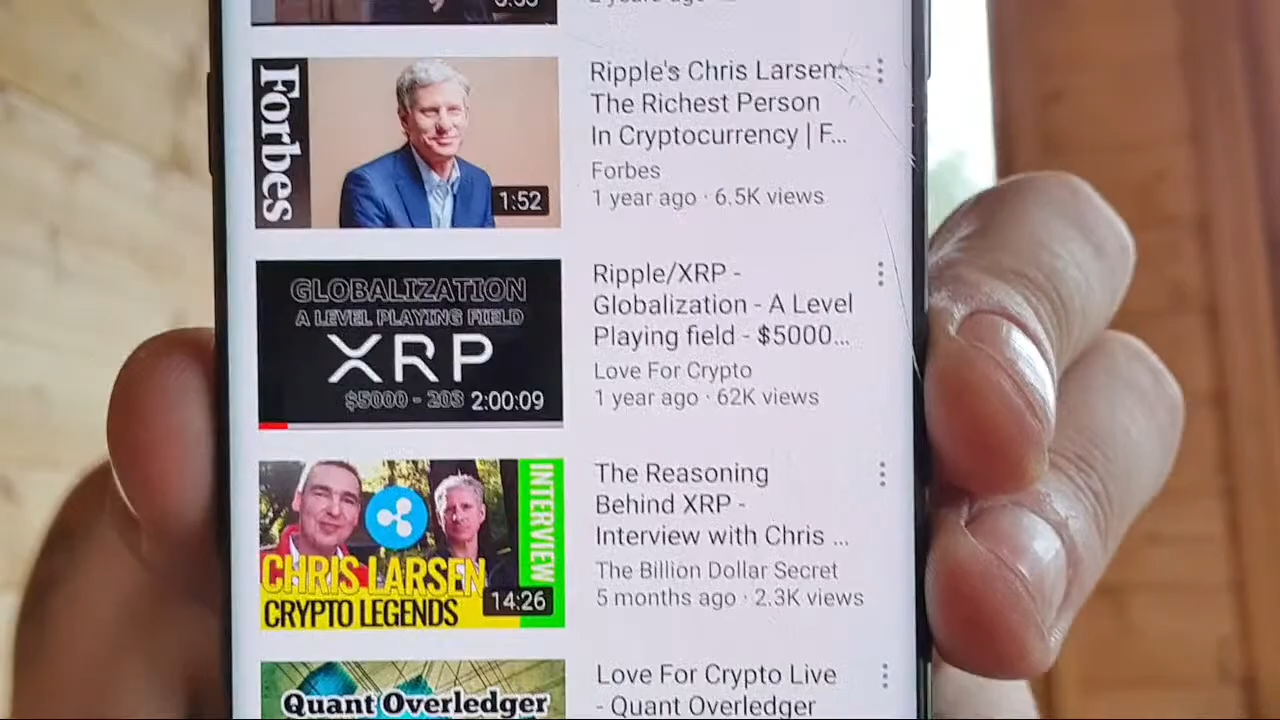 Forbes
1:52
Ripple's Chris Larsen:
The Richest Person
In Cryptocurrency | F...
Forbes
1 year ago · 6.5K views
GLOBALIZATION
A LEVEL PLAYING FIELD
XRP
$5000 - 203
2:00:09
Ripple/XRP -
Globalization - A Level
Playing field - $5000...
Love For Crypto
1 year ago · 62K views
INTERVIEW
CHRIS LARSEN
CRYPTO LEGENDS
14:26
The Reasoning
Behind XRP -
Interview with Chris ...
The Billion Dollar Secret
5 months ago · 2.3K views
Quant Overledger
Love For Crypto Live
- Quant Overledger